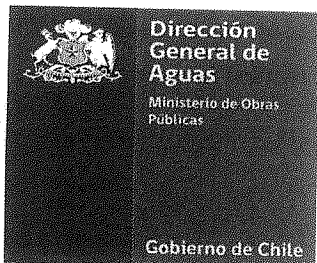 Dirección
General de
Aguas
Ministerio de Obras
Públicas
Gobierno de Chile